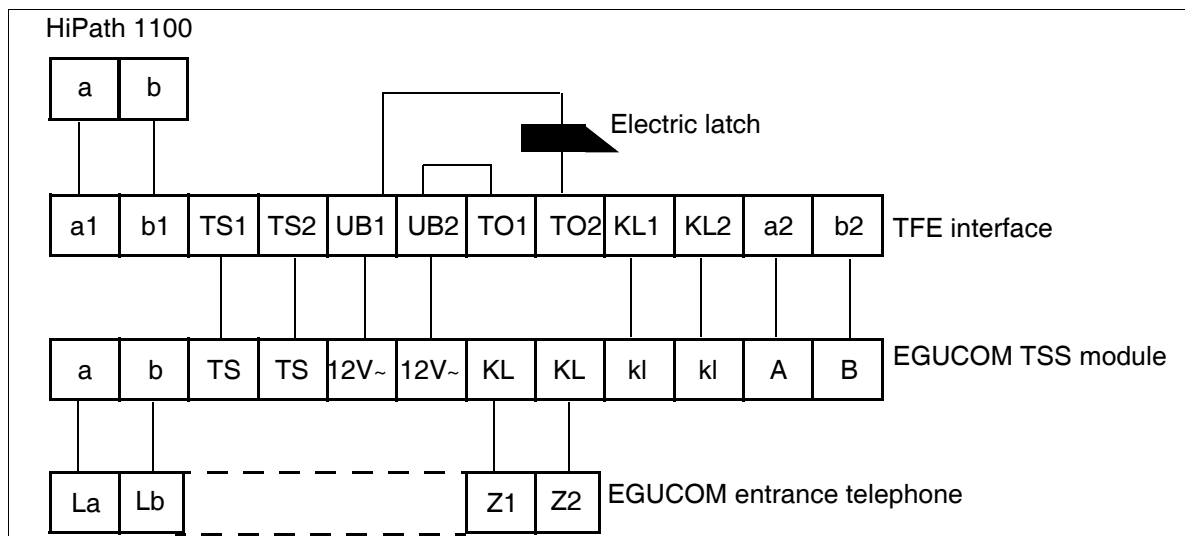 HiPath 1100
a b
Electric latch
a1 b1 TS1 TS2 UB1 UB2 TO1 TO2 KL1 KL2 a2 b2 TFE interface
a b TS TS 12V~ 12V~ KL KL kl kl A B EGUCOM TSS module
La Lb Z1 Z2 EGUCOM entrance telephone